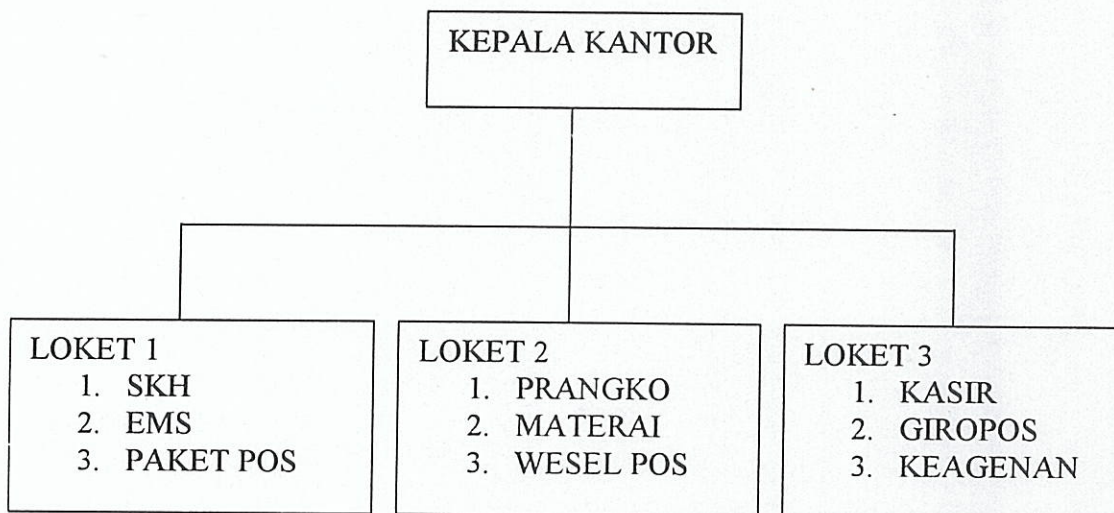 KEPALA KANTOR
LOKET 1
1. SKH
2. EMS
3. PAKET POS
LOKET 2
1. PRANGKO
2. MATERAI
3. WESEL POS
LOKET 3
1. KASIR
2. GIROPOS
3. KEAGENAN